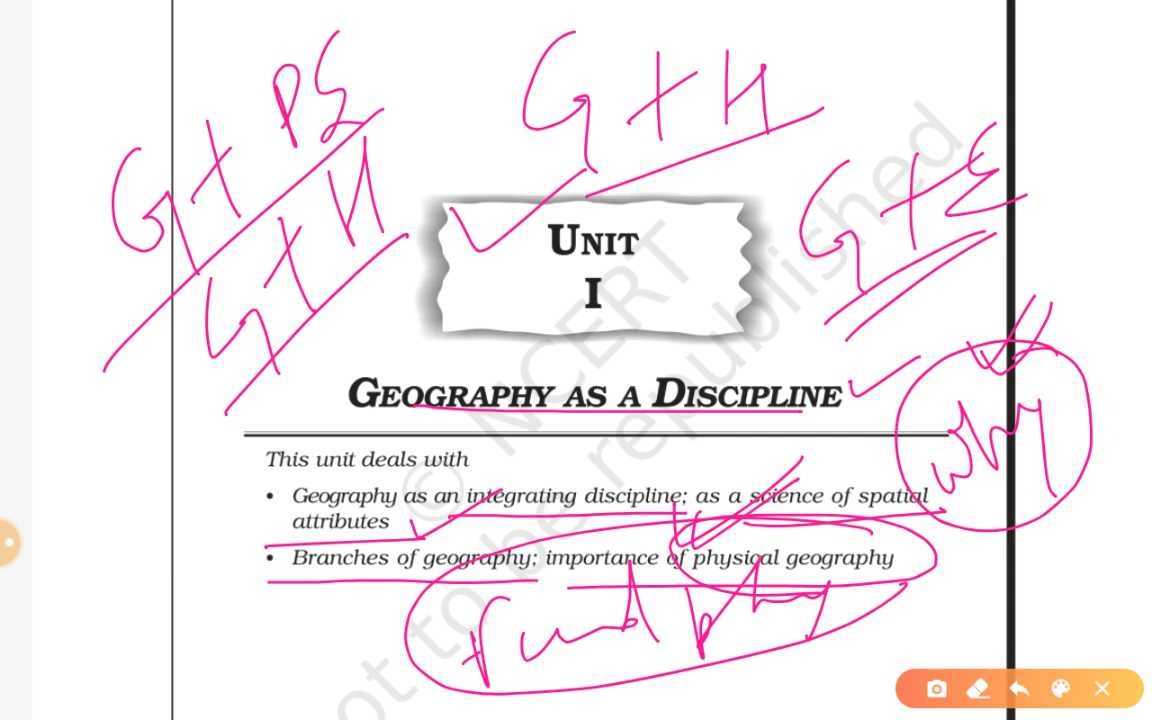 G + PS
G + H
G + H
G + E
UNIT
I
GEOGRAPHY AS A DISCIPLINE
why
This unit deals with
• Geography as an integrating discipline; as a science of spatial
attributes
• Branches of geography; importance of physical geography
Fund phy
© NCERT
not to be republished